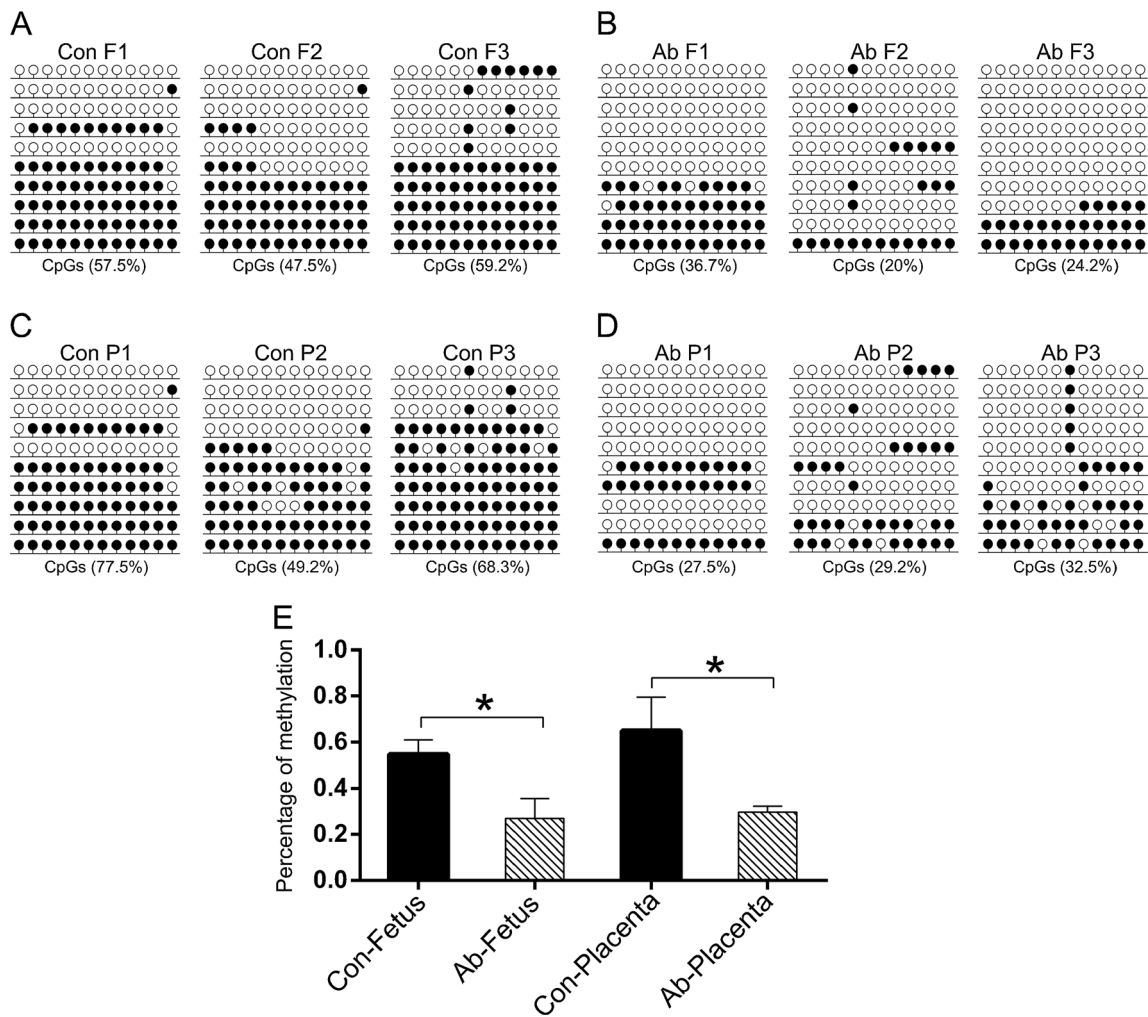 A
B
Con F1 Con F2 Con F3 Ab F1 Ab F2 Ab F3
CpGs (57.5%) CpGs (47.5%) CpGs (59.2%) CpGs (36.7%) CpGs (20%) CpGs (24.2%)
C
D
Con P1 Con P2 Con P3 Ab P1 Ab P2 Ab P3
CpGs (77.5%) CpGs (49.2%) CpGs (68.3%) CpGs (27.5%) CpGs (29.2%) CpGs (32.5%)
E
Percentage of methylation
1.0
0.8
0.6
0.4
0.2
0.0
* *
Con-Fetus Ab-Fetus Con-Placenta Ab-Placenta